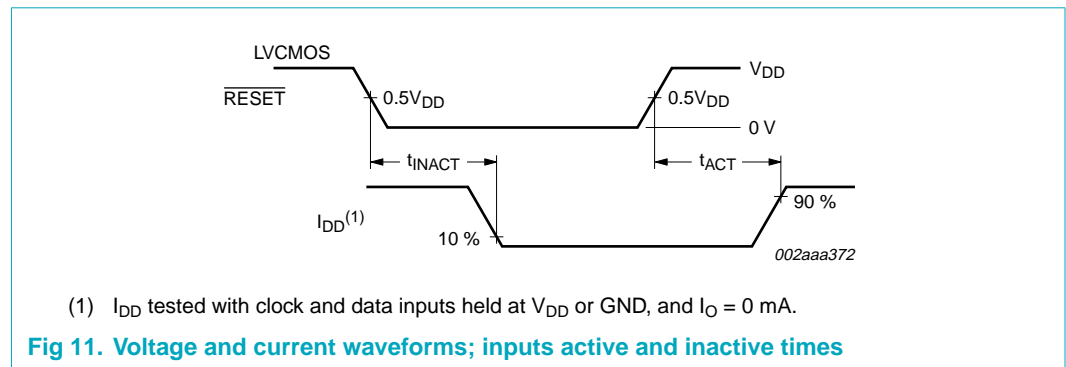 LVCMOS
VDD
RESET
0.5VDD
0.5VDD
0 V
tINACT
tACT
IDD(1)
90 %
10 %
002aaa372
(1) IDD tested with clock and data inputs held at VDD or GND, and IO = 0 mA.
Fig 11. Voltage and current waveforms; inputs active and inactive times